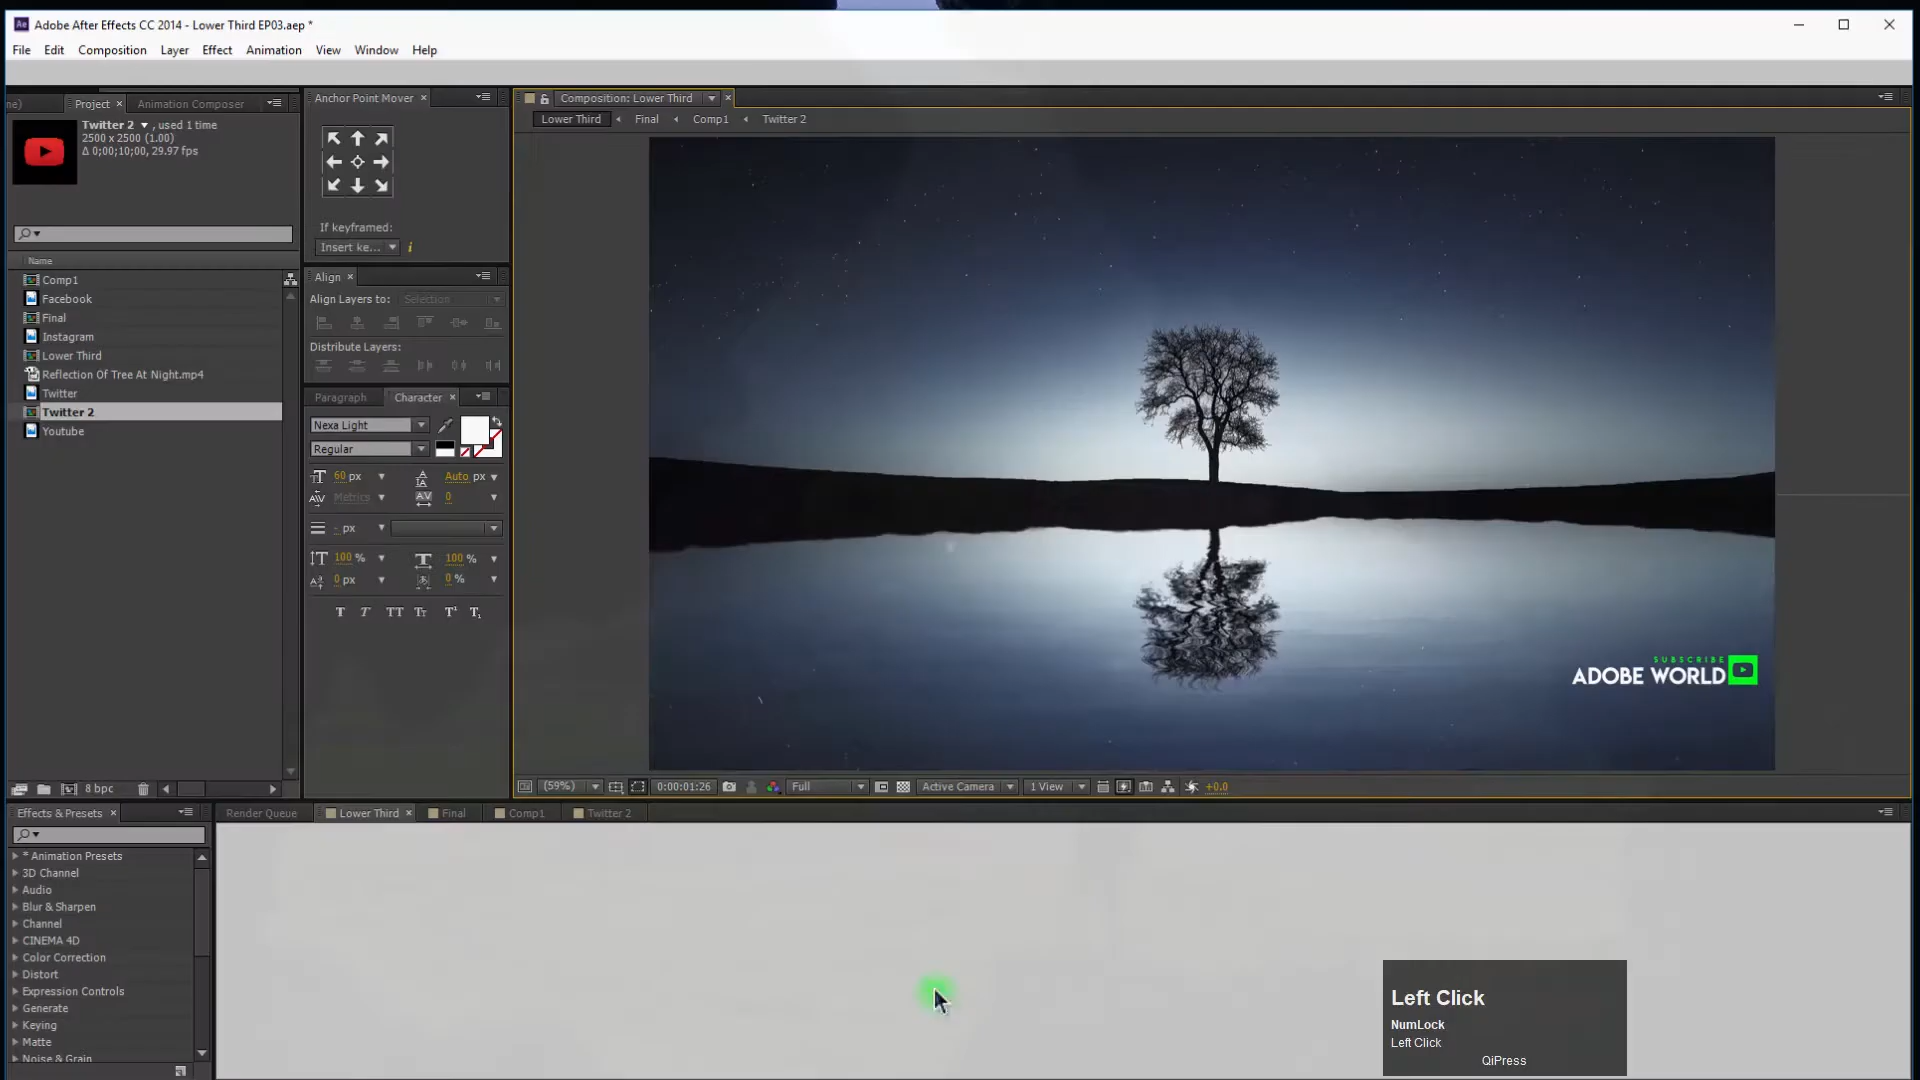 Adobe After Effects CC 2014 - Lower Third EP03.aep *
File Edit Composition Layer Effect Animation View Window Help
ne) Project Animation Composer
Twitter 2 , used 1 time
2500 x 2500 (1.00)
Δ 0;00;10;00, 29.97 fps
Name
Comp1
Facebook
Final
Instagram
Lower Third
Reflection Of Tree At Night.mp4
Twitter
Twitter 2
Youtube
8 bpc
Anchor Point Mover
If keyframed:
Insert ke...
Align
Align Layers to: Selection
Distribute Layers:
Paragraph Character
Nexa Light
Regular
60 px Auto px
Metrics 0
- px
100 % 100 %
0 px 0 %
Composition: Lower Third
Lower Third Final Comp1 Twitter 2
SUBSCRIBE
ADOBE WORLD
(59%) 0:00:01:26 Full Active Camera 1 View +0.0
Effects & Presets
* Animation Presets
3D Channel
Audio
Blur & Sharpen
Channel
CINEMA 4D
Color Correction
Distort
Expression Controls
Generate
Keying
Matte
Noise & Grain
Render Queue Lower Third Final Comp1 Twitter 2
Left Click
NumLock
Left Click
QiPress